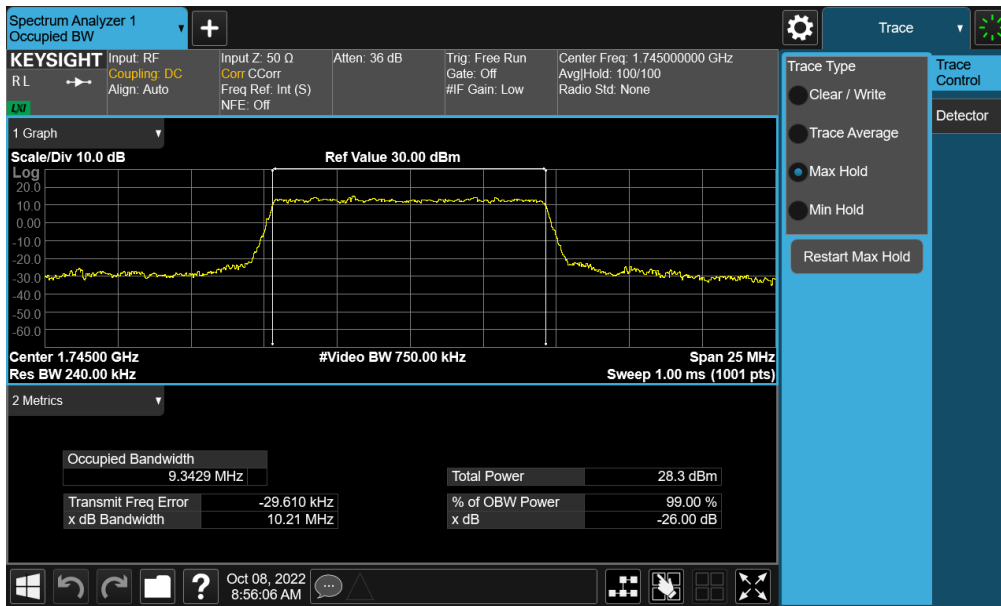 Spectrum Analyzer 1
Occupied BW
Trace
KEYSIGHT
R L
LXI
Input: RF
Coupling: DC
Align: Auto
Input Z: 50 Ω
Corr CCorr
Freq Ref: Int (S)
NFE: Off
Atten: 36 dB
Trig: Free Run
Gate: Off
#IF Gain: Low
Center Freq: 1.745000000 GHz
Avg|Hold: 100/100
Radio Std: None
1 Graph
Scale/Div 10.0 dB
Ref Value 30.00 dBm
Log
20.0
10.0
0.00
-10.0
-20.0
-30.0
-40.0
-50.0
-60.0
Center 1.74500 GHz
#Video BW 750.00 kHz
Span 25 MHz
Res BW 240.00 kHz
Sweep 1.00 ms (1001 pts)
2 Metrics
Occupied Bandwidth
9.3429 MHz
Total Power 28.3 dBm
Transmit Freq Error -29.610 kHz
% of OBW Power 99.00 %
x dB Bandwidth 10.21 MHz
x dB -26.00 dB
Trace Type
Clear / Write
Trace Average
Max Hold
Min Hold
Restart Max Hold
Trace
Control
Detector
?
Oct 08, 2022
8:56:06 AM